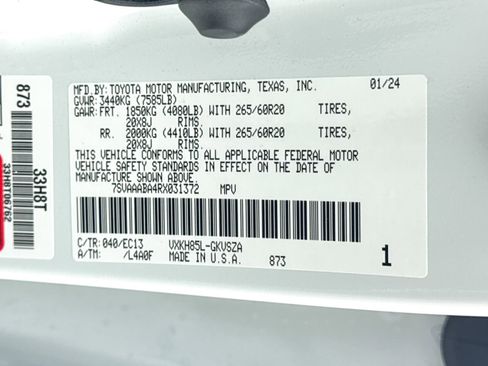 MFD.BY: TOYOTA MOTOR MANUFACTURING, TEXAS, INC. 01/24
GVWR: 3440KG (7585LB)
GAWR: FRT. 1850KG (4080LB) WITH 265/60R20 TIRES,
20X8J RIMS.
RR. 2000KG (4410LB) WITH 265/60R20 TIRES,
20X8J RIMS.
THIS VEHICLE CONFORMS TO ALL APPLICABLE FEDERAL MOTOR
VEHICLE SAFETY STANDARDS IN EFFECT ON THE DATE OF
MANUFACTURE SHOWN ABOVE.
7SVAAABA4RX031372 MPV
C/TR: 040/EC13 VXKH85L-GKVSZA
A/TM: /L4A0F MADE IN U.S.A. 873 1
873
33H8T
33H8T06762